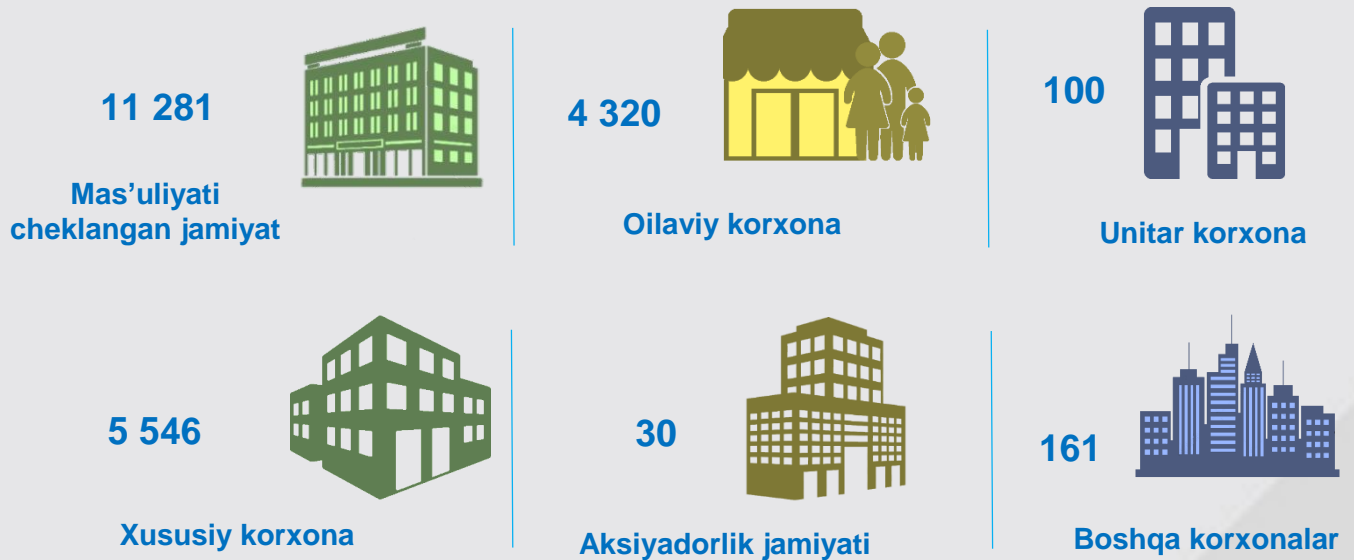 11 281
Mas’uliyati
cheklangan jamiyat
4 320
Oilaviy korxona
100
Unitar korxona
5 546
Xususiy korxona
30
Aksiyadorlik jamiyati
161
Boshqa korxonalar